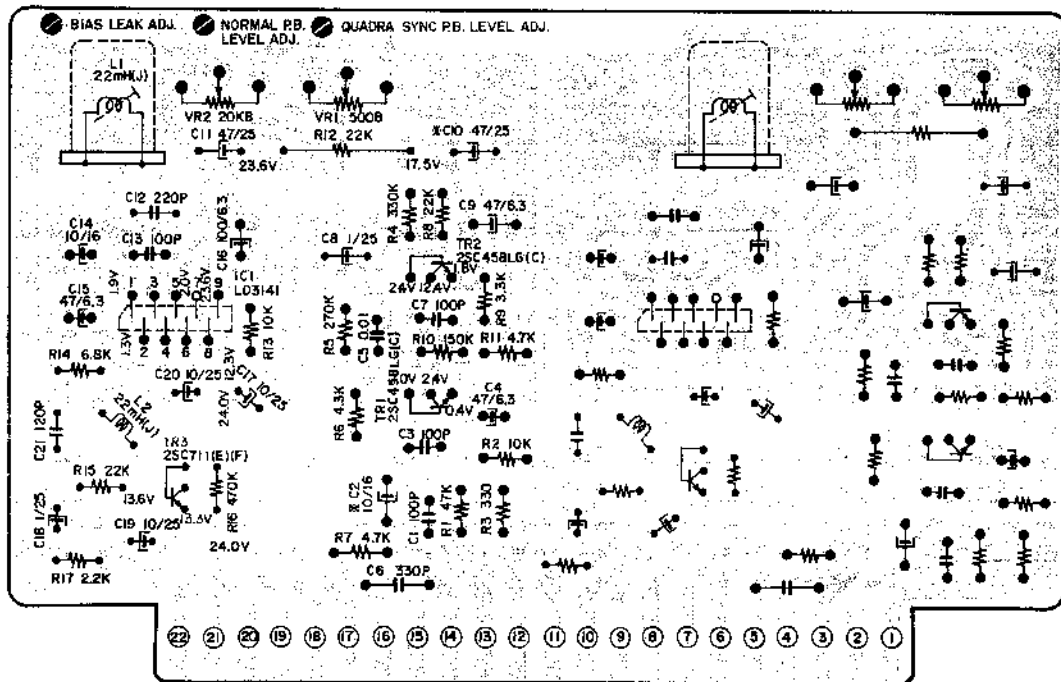 BIAS LEAK ADJ.
NORMAL P.B. LEVEL ADJ.
QUADRA SYNC P.B. LEVEL ADJ.
L1
22mH(J)
VR2 20KB
VR1 500B
C11 47/25
R12 22K
※C10 47/25
23.6V
17.5V
C12 220P
C14
10/16
C13 100P
C16 100/6.3
C8 1/25
R4 330K
R8 22K
C9 47/6.3
TR2
2SC458LG(C)
1.8V
2.4V
12.4V
C15
47/6.3
1.9V
2.0V
23.6V
1 3 5 7 9
IC1
LD3141
2 4 6 8
1.3V
12.3V
R13 10K
R5 270K
C5 0.01
C7 100P
R9 3.3K
R10 150K
R11 4.7K
R14 6.8K
C20 10/25
C17 10/25
24.0V
L2
22mH(J)
C21 120P
R6 4.3K
TR1
2SC458LG(C)
2.4V
0.4V
C4
47/6.3
C3 100P
R2 10K
TR3
2SC711(E)(F)
R15 22K
13.6V
13.3V
R16 470K
24.0V
C18 1/25
C19 10/25
R17 2.2K
※C2
10/16
C1 100P
R1 47K
R3 330
R7 4.7K
C6 330P
22 21 20 19 18 17 16 15 14 13 12 11 10 9 8 7 6 5 4 3 2 1